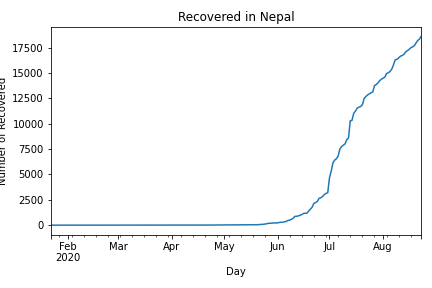 Recovered in Nepal
Number of Recovered
17500
15000
12500
10000
7500
5000
2500
0
Feb
2020
Mar
Apr
May
Jun
Jul
Aug
Day